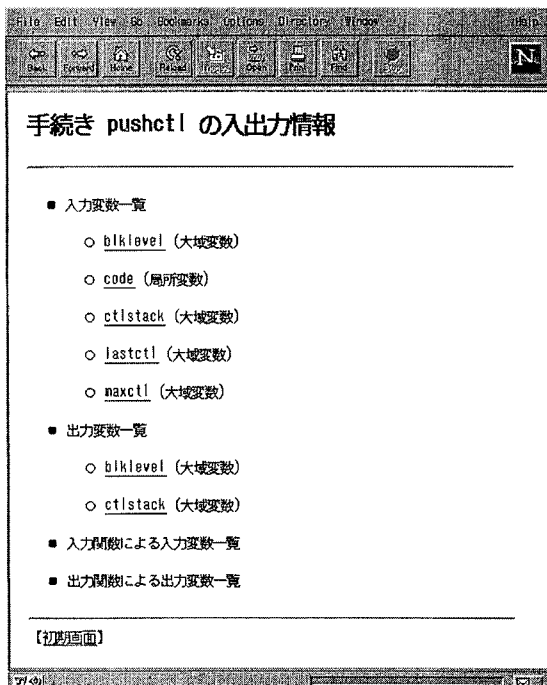 File Edit View Go Bookmarks Options Directory Window Help
Back Forward Home Reload Open Print Find Stop
N
手続き pushctl の入出力情報
■ 入力変数一覧
○ blklevel (大域変数)
○ code (局所変数)
○ ctlstack (大域変数)
○ lastctl (大域変数)
○ maxctl (大域変数)
■ 出力変数一覧
○ blklevel (大域変数)
○ ctlstack (大域変数)
■ 入力関数による入力変数一覧
■ 出力関数による出力変数一覧
【初期画面】